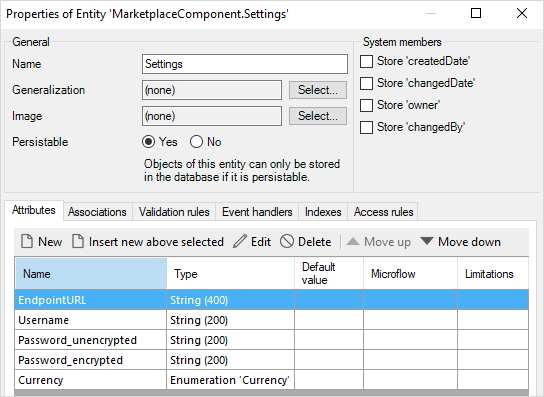 Properties of Entity 'MarketplaceComponent.Settings'
General
Name Settings
Generalization (none) Select...
Image (none) Select...
Persistable Yes No
Objects of this entity can only be stored
in the database if it is persistable.
System members
Store 'createdDate'
Store 'changedDate'
Store 'owner'
Store 'changedBy'
Attributes Associations Validation rules Event handlers Indexes Access rules
New Insert new above selected Edit Delete Move up Move down
Name Type Default value Microflow Limitations
EndpointURL String (400)
Username String (200)
Password_unencrypted String (200)
Password_encrypted String (200)
Currency Enumeration 'Currency'